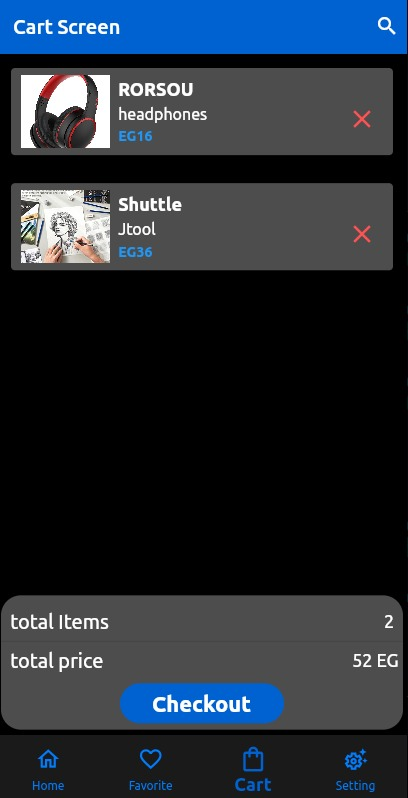 Cart Screen
RORSOU
headphones
EG16
Shuttle
Jtool
EG36
total Items 2
total price 52 EG
Checkout
Home Favorite Cart Setting